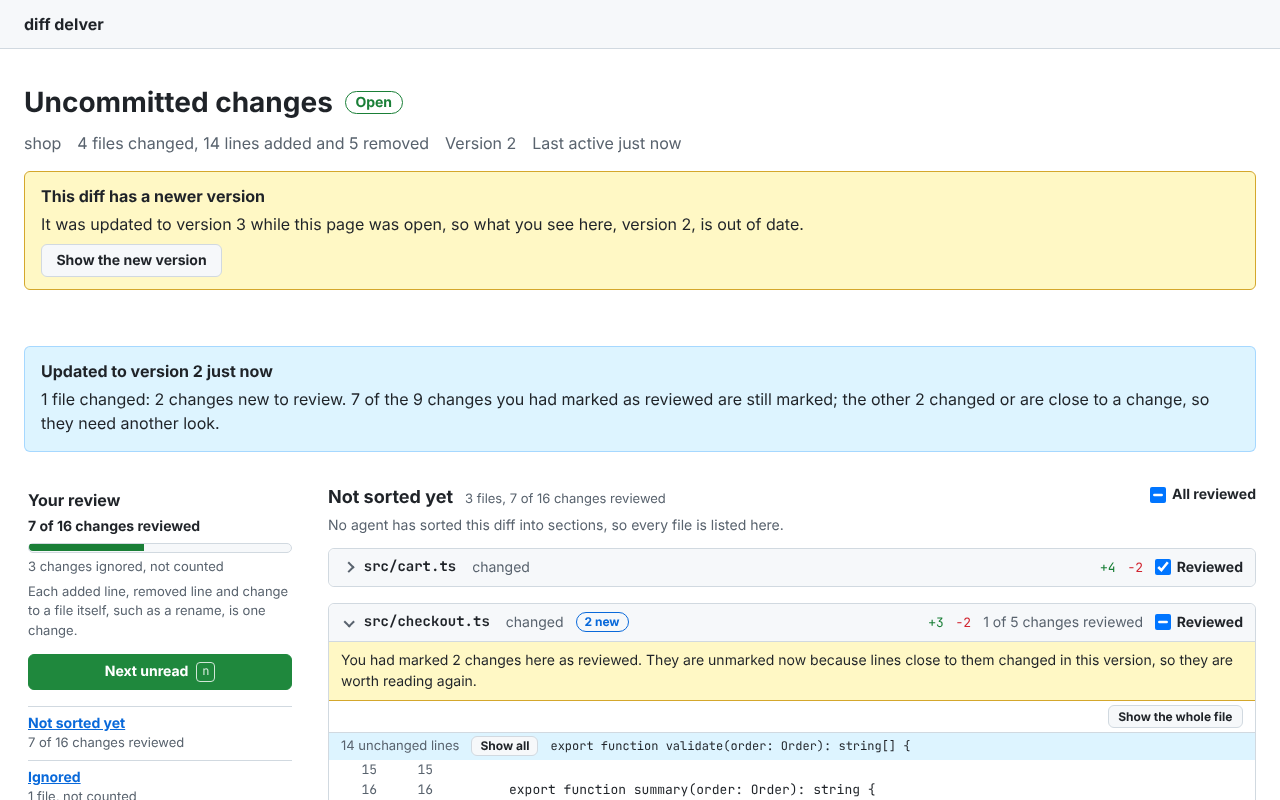 diff delver
Uncommitted changes Open
shop 4 files changed, 14 lines added and 5 removed Version 2 Last active just now
This diff has a newer version
It was updated to version 3 while this page was open, so what you see here, version 2, is out of date.
Show the new version
Updated to version 2 just now
1 file changed: 2 changes new to review. 7 of the 9 changes you had marked as reviewed are still marked; the other 2 changed or are close to a change, so
they need another look.
Your review
7 of 16 changes reviewed
3 changes ignored, not counted
Each added line, removed line and change
to a file itself, such as a rename, is one
change.
Next unread n
Not sorted yet
7 of 16 changes reviewed
Ignored
1 file, not counted
Not sorted yet 3 files, 7 of 16 changes reviewed All reviewed
No agent has sorted this diff into sections, so every file is listed here.
src/cart.ts changed +4 -2 Reviewed
src/checkout.ts changed 2 new +3 -2 1 of 5 changes reviewed Reviewed
You had marked 2 changes here as reviewed. They are unmarked now because lines close to them changed in this version, so they are
worth reading again.
Show the whole file
14 unchanged lines Show all export function validate(order: Order): string[] {
15 15
16 16 export function summary(order: Order): string {